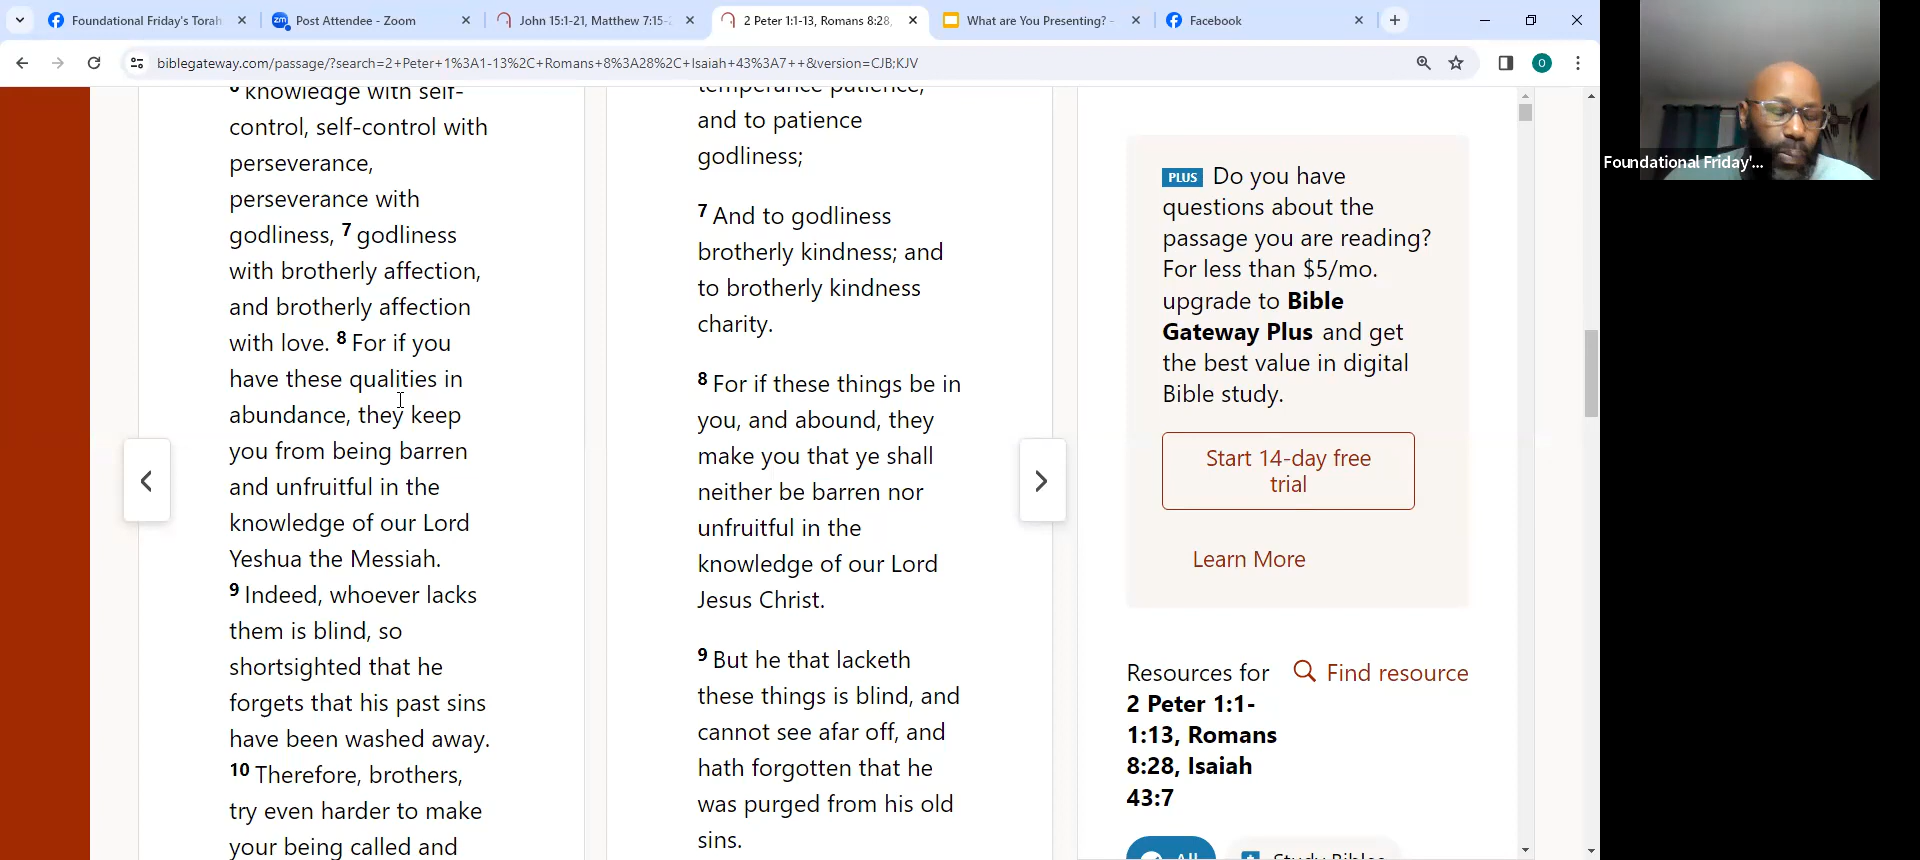 Foundational Friday's Torah
Post Attendee - Zoom
John 15:1-21, Matthew 7:15-2
2 Peter 1:1-13, Romans 8:28,
What are You Presenting? -
Facebook
biblegateway.com/passage/?search=2+Peter+1%3A1-13%2C+Romans+8%3A28%2C+Isaiah+43%3A7++&version=CJB;KJV
O
6 knowledge with self-
control, self-control with
perseverance,
perseverance with
godliness, 7 godliness
with brotherly affection,
and brotherly affection
with love. 8 For if you
have these qualities in
abundance, they keep
you from being barren
and unfruitful in the
knowledge of our Lord
Yeshua the Messiah.
9 Indeed, whoever lacks
them is blind, so
shortsighted that he
forgets that his past sins
have been washed away.
10 Therefore, brothers,
try even harder to make
your being called and
temperance patience;
and to patience
godliness;
7 And to godliness
brotherly kindness; and
to brotherly kindness
charity.
8 For if these things be in
you, and abound, they
make you that ye shall
neither be barren nor
unfruitful in the
knowledge of our Lord
Jesus Christ.
9 But he that lacketh
these things is blind, and
cannot see afar off, and
hath forgotten that he
was purged from his old
sins.
PLUS Do you have
questions about the
passage you are reading?
For less than $5/mo.
upgrade to Bible
Gateway Plus and get
the best value in digital
Bible study.
Start 14-day free
trial
Learn More
Resources for
2 Peter 1:1-
1:13, Romans
8:28, Isaiah
43:7
Find resource
All
Study Bibles
Foundational Friday'...